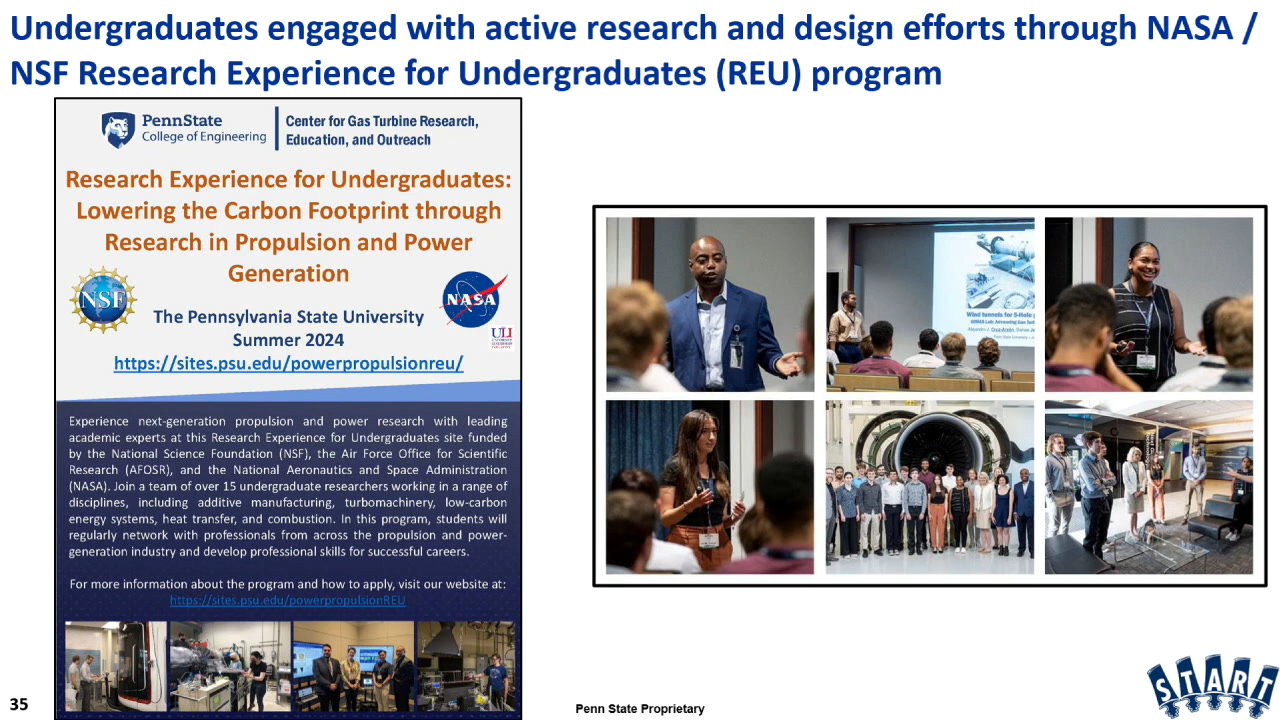 Undergraduates engaged with active research and design efforts through NASA /
NSF Research Experience for Undergraduates (REU) program
PennState
College of Engineering
Center for Gas Turbine Research,
Education, and Outreach
Research Experience for Undergraduates:
Lowering the Carbon Footprint through
Research in Propulsion and Power
Generation
NSF
NASA
The Pennsylvania State University
Summer 2024
ULI
https://sites.psu.edu/powerpropulsionreu/
Experience next-generation propulsion and power research with leading
academic experts at this Research Experience for Undergraduates site funded
by the National Science Foundation (NSF), the Air Force Office for Scientific
Research (AFOSR), and the National Aeronautics and Space Administration
(NASA). Join a team of over 15 undergraduate researchers working in a range of
disciplines, including additive manufacturing, turbomachinery, low-carbon
energy systems, heat transfer, and combustion. In this program, students will
regularly network with professionals from across the propulsion and power-
generation industry and develop professional skills for successful careers.
For more information about the program and how to apply, visit our website at:
https://sites.psu.edu/powerpropulsionREU
Wind tunnels for 5-Hole
35
Penn State Proprietary
START